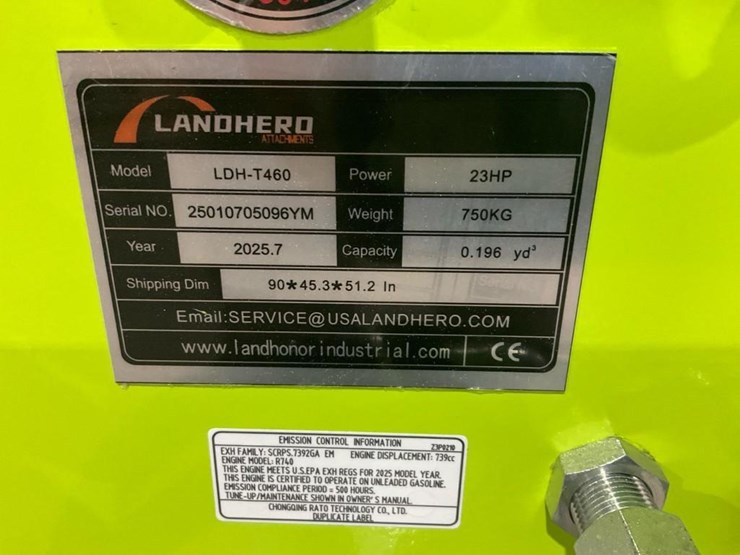 LANDHERO
ATTACHMENTS
Model LDH-T460 Power 23HP
Serial NO. 25010705096YM Weight 750KG
Year 2025.7 Capacity 0.196 yd³
Shipping Dim 90*45.3*51.2 In
Email:SERVICE@USALANDHERO.COM
www.landhonorindustrial.com CE
EMISSION CONTROL INFORMATION Z3P0210
EXH FAMILY: SCRPS.7392GA EM ENGINE DISPLACEMENT: 739cc
ENGINE MODEL: R740
THIS ENGINE MEETS U.S.EPA EXH REGS FOR 2025 MODEL YEAR.
THIS ENGINE IS CERTIFIED TO OPERATE ON UNLEADED GASOLINE.
EMISSION COMPLIANCE PERIOD = 500 HOURS.
TUNE-UP/MAINTENANCE SHOWN IN OWNER'S MANUAL.
CHONGQING RATO TECHNOLOGY CO., LTD.
DUPLICATE LABEL